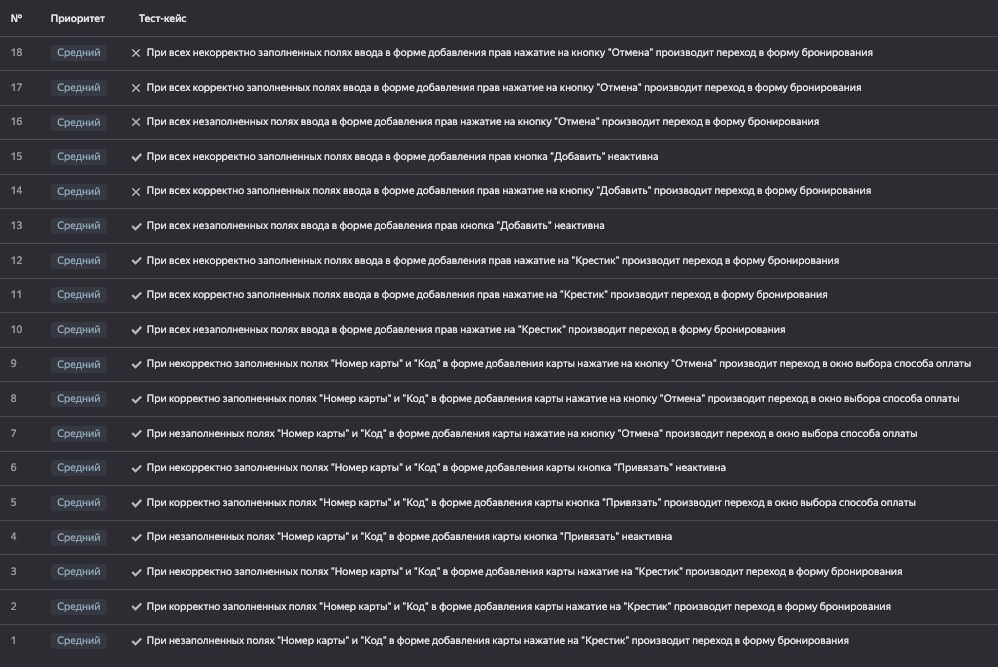 № Приоритет Тест-кейс
18 Средний При всех некорректно заполненных полях ввода в форме добавления прав нажатие на кнопку "Отмена" производит переход в форму бронирования
17 Средний При всех корректно заполненных полях ввода в форме добавления прав нажатие на кнопку "Отмена" производит переход в форму бронирования
16 Средний При всех незаполненных полях ввода в форме добавления прав нажатие на кнопку "Отмена" производит переход в форму бронирования
15 Средний При всех некорректно заполненных полях ввода в форме добавления прав кнопка "Добавить" неактивна
14 Средний При всех корректно заполненных полях ввода в форме добавления прав нажатие на кнопку "Добавить" производит переход в форму бронирования
13 Средний При всех незаполненных полях ввода в форме добавления прав кнопка "Добавить" неактивна
12 Средний При всех некорректно заполненных полях ввода в форме добавления прав нажатие на "Крестик" производит переход в форму бронирования
11 Средний При всех корректно заполненных полях ввода в форме добавления прав нажатие на "Крестик" производит переход в форму бронирования
10 Средний При всех незаполненных полях ввода в форме добавления прав нажатие на "Крестик" производит переход в форму бронирования
9 Средний При некорректно заполненных полях "Номер карты" и "Код" в форме добавления карты нажатие на кнопку "Отмена" производит переход в окно выбора способа оплаты
8 Средний При корректно заполненных полях "Номер карты" и "Код" в форме добавления карты нажатие на кнопку "Отмена" производит переход в окно выбора способа оплаты
7 Средний При незаполненных полях "Номер карты" и "Код" в форме добавления карты нажатие на кнопку "Отмена" производит переход в окно выбора способа оплаты
6 Средний При некорректно заполненных полях "Номер карты" и "Код" в форме добавления карты кнопка "Привязать" неактивна
5 Средний При корректно заполненных полях "Номер карты" и "Код" в форме добавления карты кнопка "Привязать" производит переход в окно выбора способа оплаты
4 Средний При незаполненных полях "Номер карты" и "Код" в форме добавления карты кнопка "Привязать" неактивна
3 Средний При некорректно заполненных полях "Номер карты" и "Код" в форме добавления карты нажатие на "Крестик" производит переход в форму бронирования
2 Средний При корректно заполненных полях "Номер карты" и "Код" в форме добавления карты нажатие на "Крестик" производит переход в форму бронирования
1 Средний При незаполненных полях "Номер карты" и "Код" в форме добавления карты нажатие на "Крестик" производит переход в форму бронирования